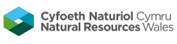 Cyfoeth Naturiol Cymru
Natural Resources Wales